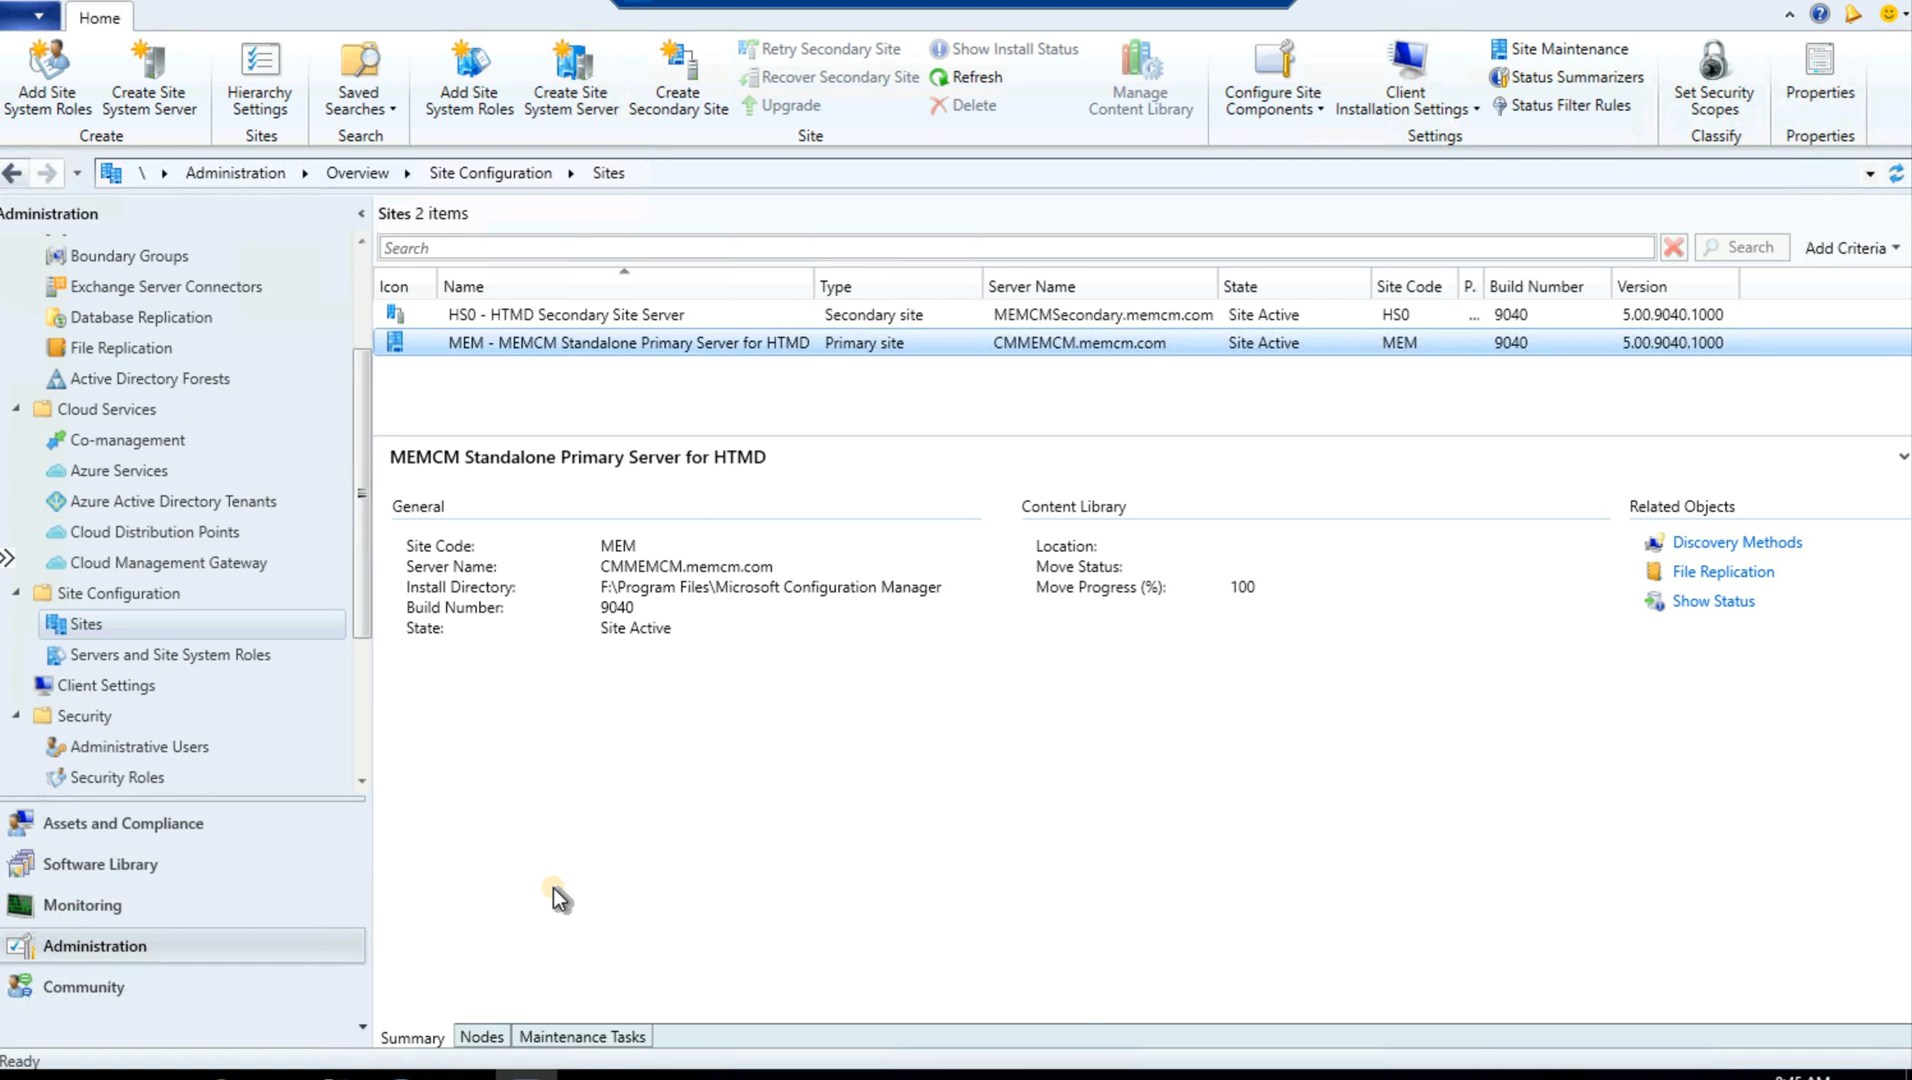 Home
Add Site System Roles
Create Site System Server
Create
Hierarchy Settings
Sites
Saved Searches
Search
Add Site System Roles
Create Site System Server
Create Secondary Site
Retry Secondary Site
Recover Secondary Site
Upgrade
Show Install Status
Refresh
Delete
Site
Manage Content Library
Configure Site Components
Client Installation Settings
Site Maintenance
Status Summarizers
Status Filter Rules
Settings
Set Security Scopes
Classify
Properties
Properties
\ Administration Overview Site Configuration Sites
Administration
Boundary Groups
Exchange Server Connectors
Database Replication
File Replication
Active Directory Forests
Cloud Services
Co-management
Azure Services
Azure Active Directory Tenants
Cloud Distribution Points
Cloud Management Gateway
Site Configuration
Sites
Servers and Site System Roles
Client Settings
Security
Administrative Users
Security Roles
Assets and Compliance
Software Library
Monitoring
Administration
Community
Sites 2 items
Search
Search
Add Criteria
Icon Name Type Server Name State Site Code P. Build Number Version
HS0 - HTMD Secondary Site Server Secondary site MEMCMSecondary.memcm.com Site Active HS0 ... 9040 5.00.9040.1000
MEM - MEMCM Standalone Primary Server for HTMD Primary site CMMEMCM.memcm.com Site Active MEM 9040 5.00.9040.1000
MEMCM Standalone Primary Server for HTMD
General
Site Code: MEM
Server Name: CMMEMCM.memcm.com
Install Directory: F:\Program Files\Microsoft Configuration Manager
Build Number: 9040
State: Site Active
Content Library
Location:
Move Status:
Move Progress (%): 100
Related Objects
Discovery Methods
File Replication
Show Status
Summary Nodes Maintenance Tasks
Ready